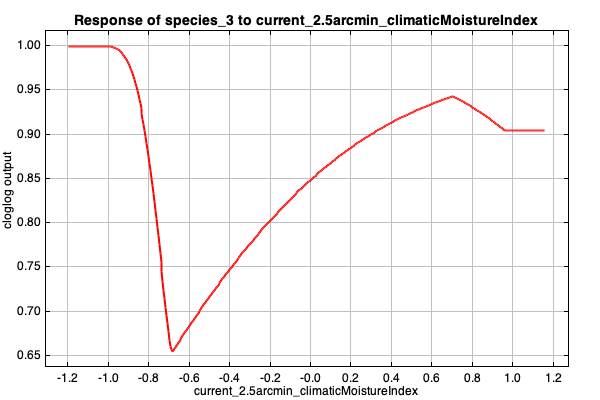 Response of species_3 to current_2.5arcmin_climaticMoistureIndex
cloglog output
1.00
0.95
0.90
0.85
0.80
0.75
0.70
0.65
-1.2 -1.0 -0.8 -0.6 -0.4 -0.2 -0.0 0.2 0.4 0.6 0.8 1.0 1.2
current_2.5arcmin_climaticMoistureIndex